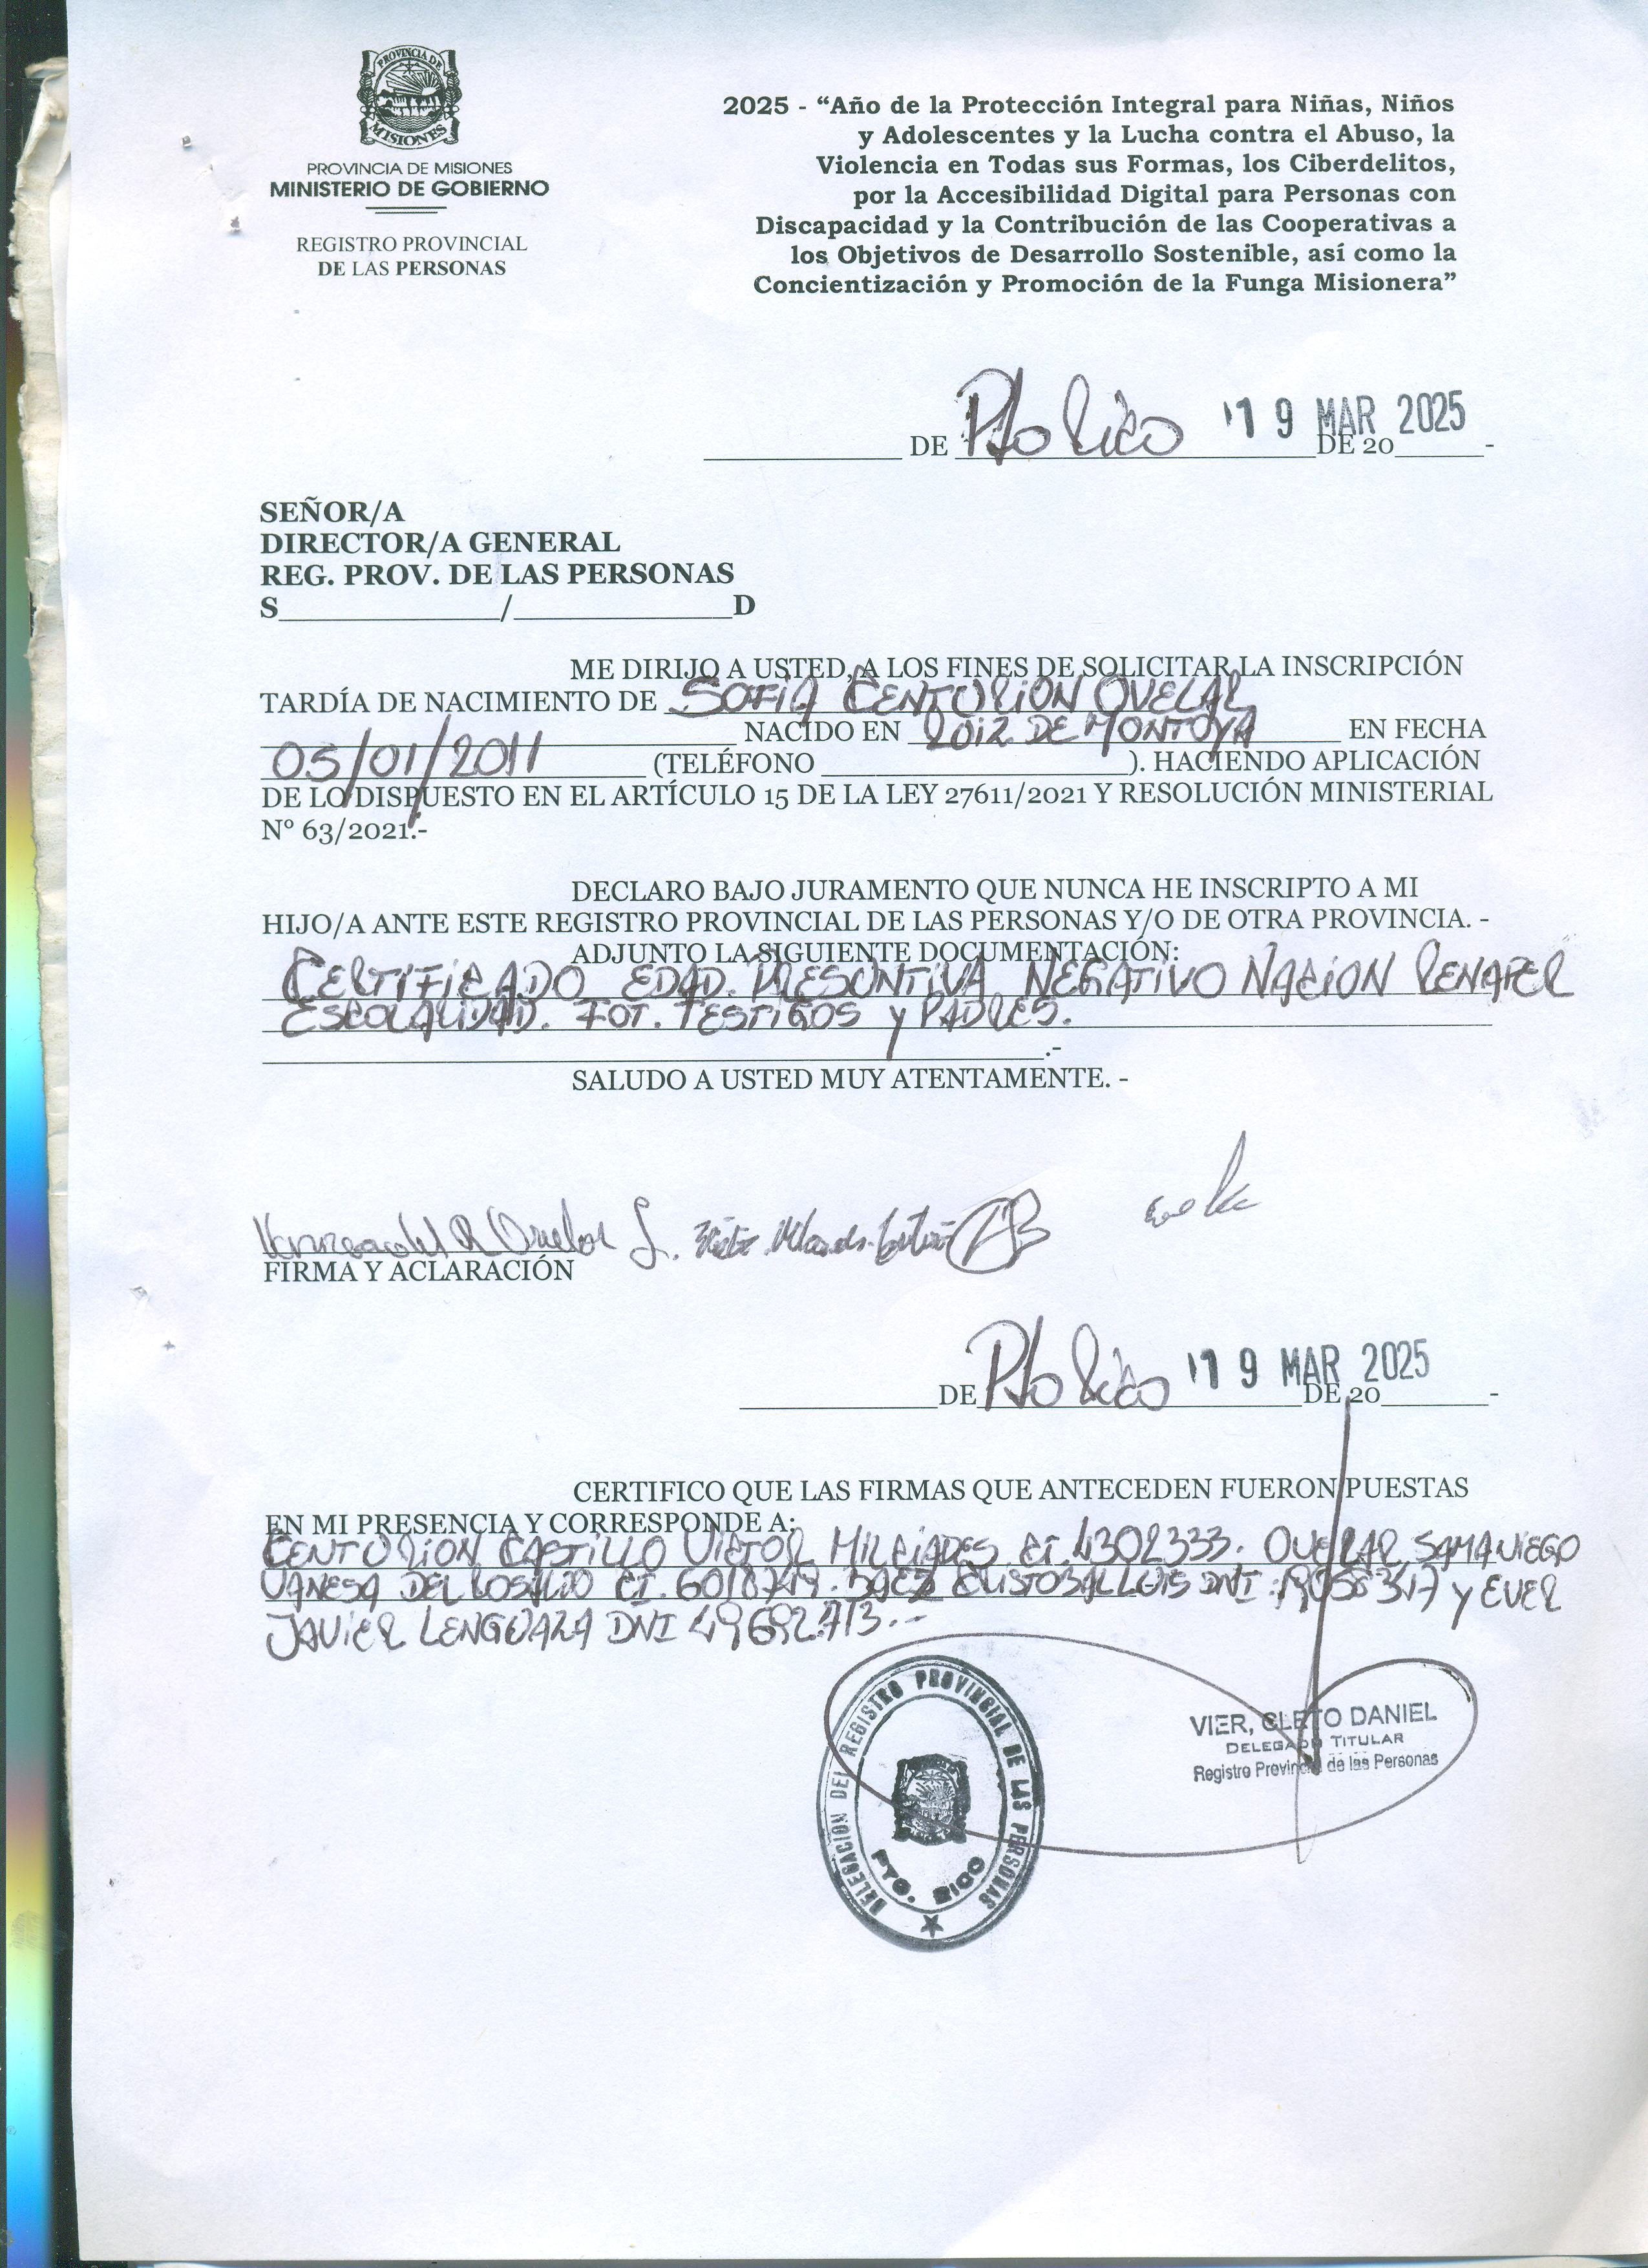 PROVINCIA DE
MISIONES
PROVINCIA DE MISIONES
MINISTERIO DE GOBIERNO
REGISTRO PROVINCIAL
DE LAS PERSONAS
2025 - “Año de la Protección Integral para Niñas, Niños
y Adolescentes y la Lucha contra el Abuso, la
Violencia en Todas sus Formas, los Ciberdelitos,
por la Accesibilidad Digital para Personas con
Discapacidad y la Contribución de las Cooperativas a
los Objetivos de Desarrollo Sostenible, así como la
Concientización y Promoción de la Funga Misionera”
DE Pto Rico 19 MAR 2025 DE 20 -
SEÑOR/A
DIRECTOR/A GENERAL
REG. PROV. DE LAS PERSONAS
S / D
ME DIRIJO A USTED, A LOS FINES DE SOLICITAR LA INSCRIPCIÓN
TARDÍA DE NACIMIENTO DE SOFIA CENTURION OVELAR
NACIDO EN RUIZ DE MONTOYA EN FECHA
05/01/2011 (TELÉFONO ). HACIENDO APLICACIÓN
DE LO DISPUESTO EN EL ARTÍCULO 15 DE LA LEY 27611/2021 Y RESOLUCIÓN MINISTERIAL
N° 63/2021.-
DECLARO BAJO JURAMENTO QUE NUNCA HE INSCRIPTO A MI
HIJO/A ANTE ESTE REGISTRO PROVINCIAL DE LAS PERSONAS Y/O DE OTRA PROVINCIA. -
ADJUNTO LA SIGUIENTE DOCUMENTACIÓN:
CERTIFICADO EDAD. PRESUNTIVA NEGATIVO NACION RENAPER
ESCOLARIDAD. FOT. TESTIGOS y PADRES.
.-
SALUDO A USTED MUY ATENTAMENTE. -
Ovelar S.
FIRMA Y ACLARACIÓN
DE Pto Rico 19 MAR 2025 DE 20 -
CERTIFICO QUE LAS FIRMAS QUE ANTECEDEN FUERON PUESTAS
EN MI PRESENCIA Y CORRESPONDE A:
CENTURION CASTILLO VICTOR MILCIADES CI. 4302333. OVELAR SAMANIEGO
VANESA DEL ROSARIO CI. BAEZ CRISTOBAL LUIS DNI y EVER
JAVIER LENGUAZA DNI
DELEGACION DEL REGISTRO PROVINCIAL DE LAS PERSONAS
PTO. RICO
VIER, CLETO DANIEL
DELEGADO TITULAR
Registro Provincial de las Personas